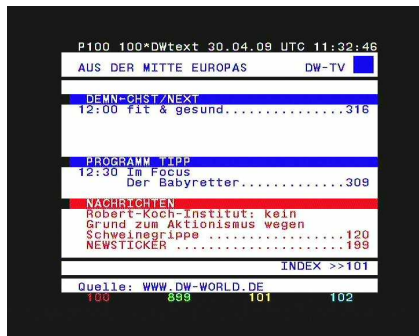 P100 100*DWtext 30.04.09 UTC 11:32:46
AUS DER MITTE EUROPAS DW-TV
DEMN←CHST/NEXT
12:00 fit & gesund...............316
PROGRAMM TIPP
12:30 Im Focus
Der Babyretter.............309
NACHRICHTEN
Robert-Koch-Institut: kein
Grund zum Aktionismus wegen
Schweinegrippe .................120
NEWSTICKER .....................199
INDEX >>101
Quelle: WWW.DW-WORLD.DE
100 899 101 102